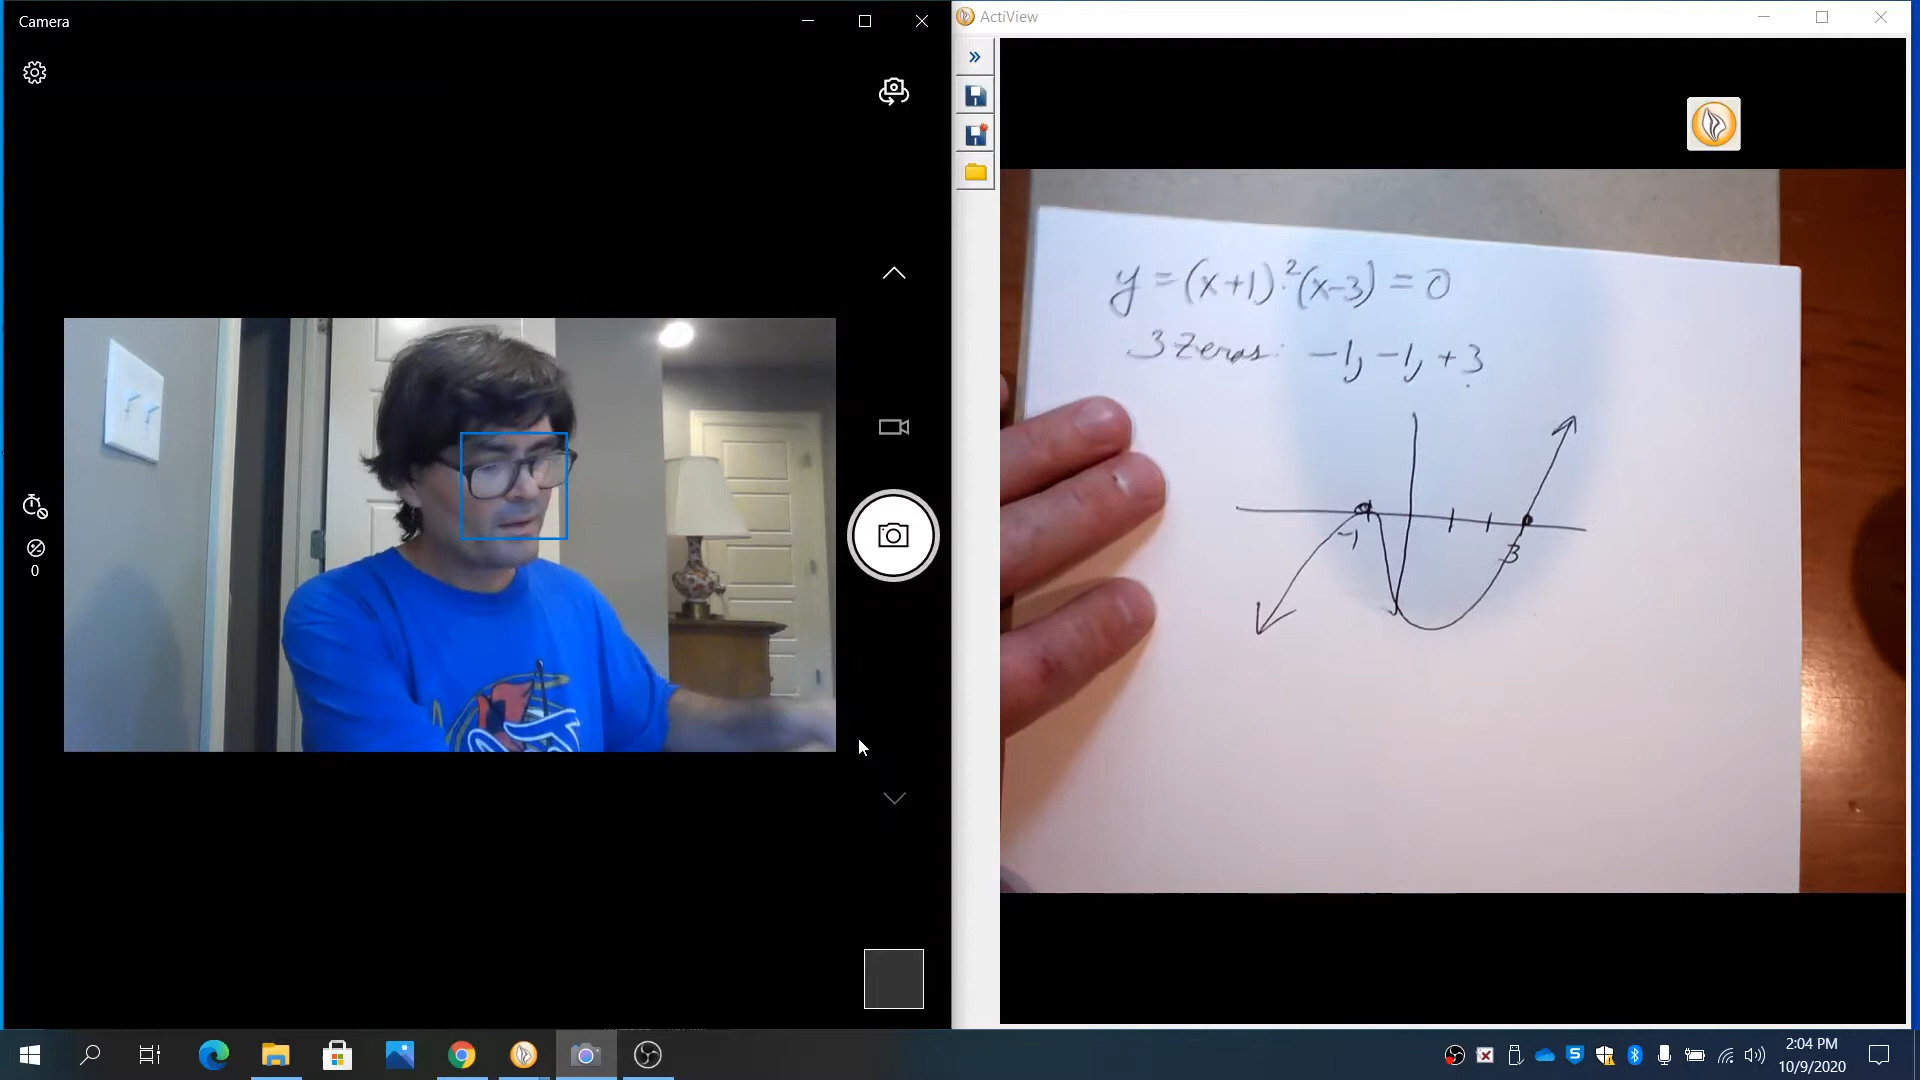 Camera
ActiView
0
y = (x+1)²(x-3) = 0
3 Zeros: -1, -1, +3
-1
3
2:04 PM
10/9/2020